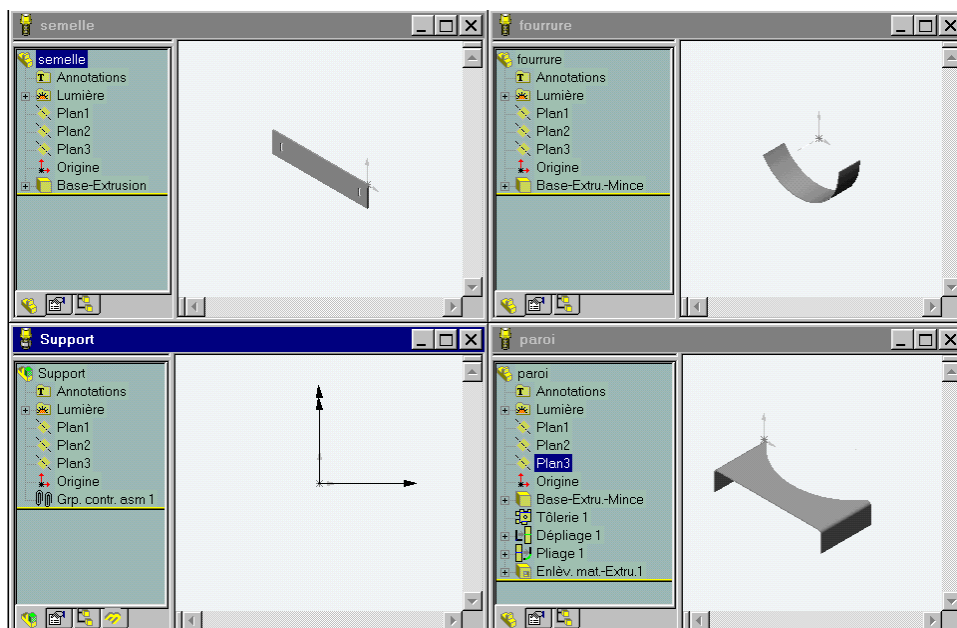 semelle
semelle
Annotations
Lumière
Plan1
Plan2
Plan3
Origine
Base-Extrusion
fourrure
fourrure
Annotations
Lumière
Plan1
Plan2
Plan3
Origine
Base-Extru.-Mince
Support
Support
Annotations
Lumière
Plan1
Plan2
Plan3
Origine
Grp. contr. asm 1
paroi
paroi
Annotations
Lumière
Plan1
Plan2
Plan3
Origine
Base-Extru.-Mince
Tôlerie 1
Dépliage 1
Pliage 1
Enlèv. mat.-Extru.1